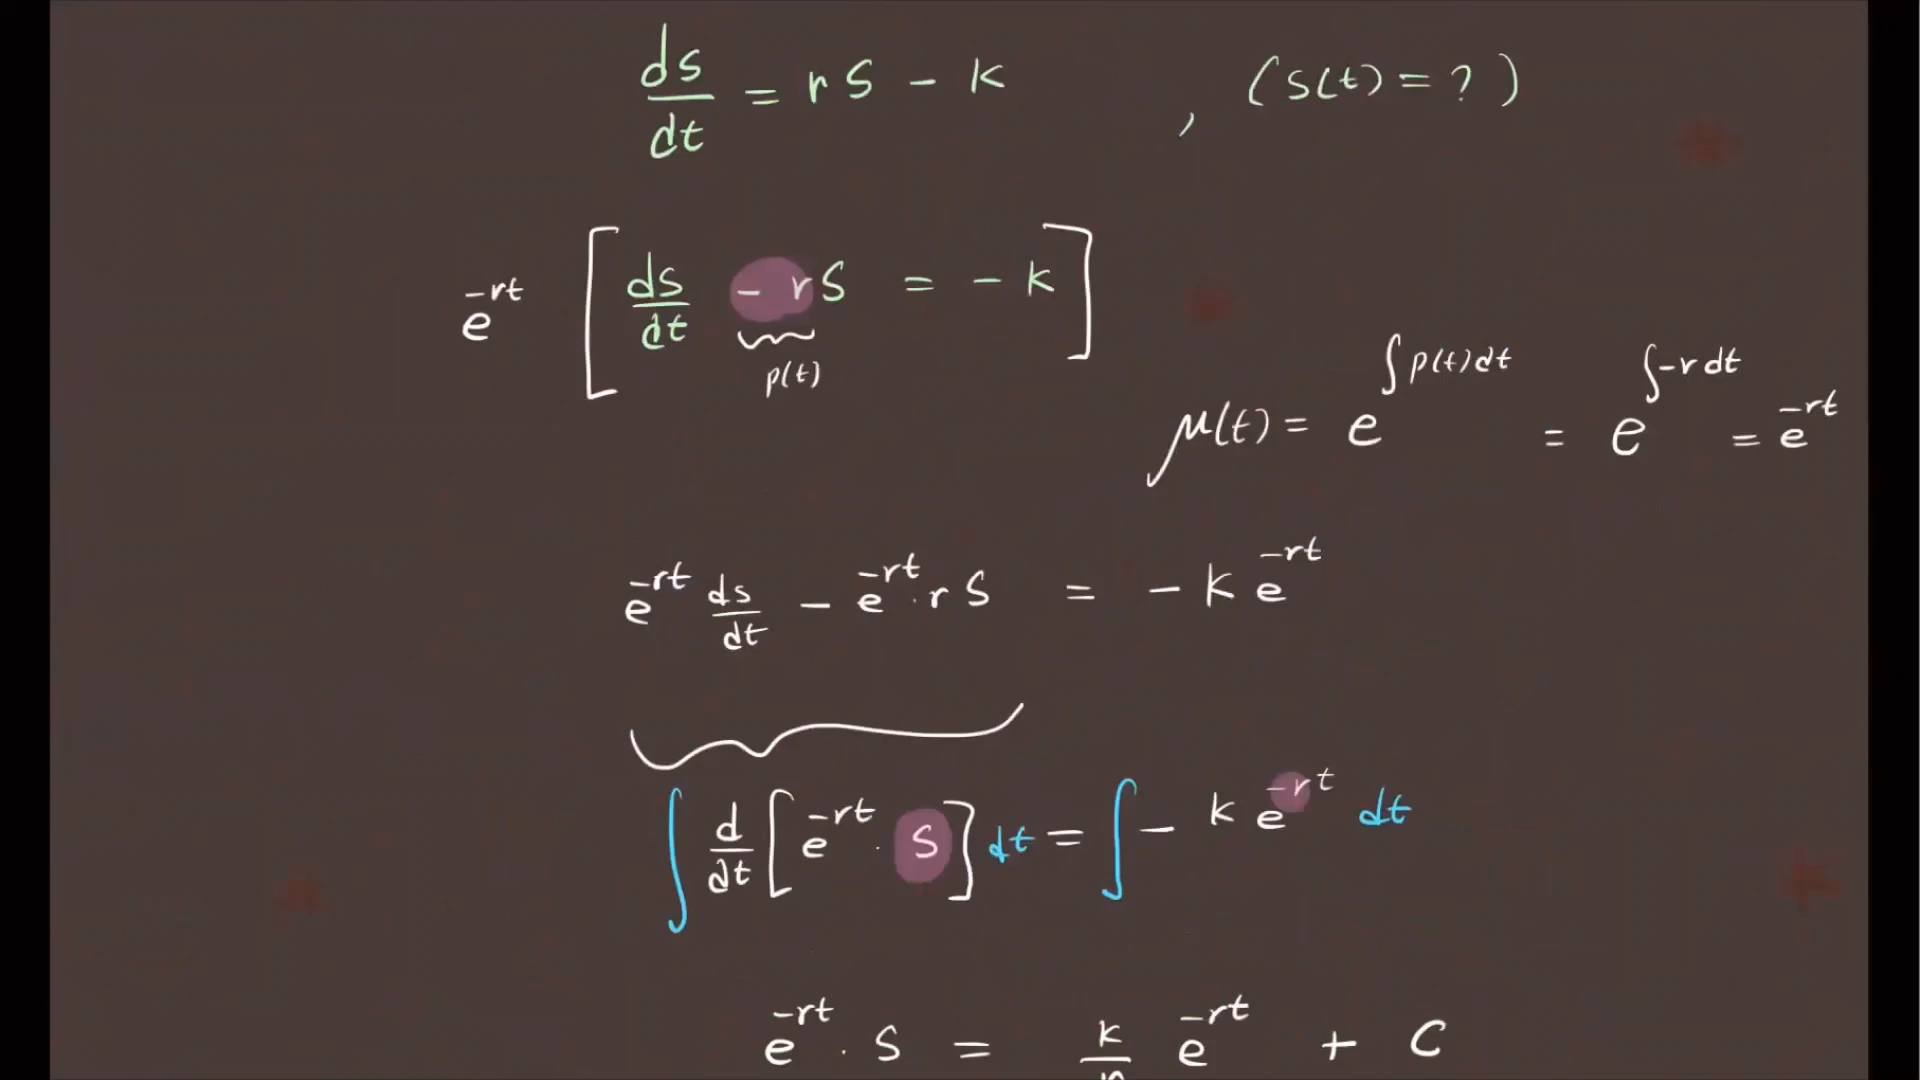 ds/dt = rS - k , (S(t) = ?)
e^-rt [ ds/dt - rS = - k ]
p(t)
μ(t) = e^∫p(t)dt = e^∫-r dt = e^-rt
e^-rt ds/dt - e^-rt · r S = - k e^-rt
∫ d/dt [ e^-rt · S ] dt = ∫ - k e^-rt dt
e^-rt · S = k/r e^-rt + C